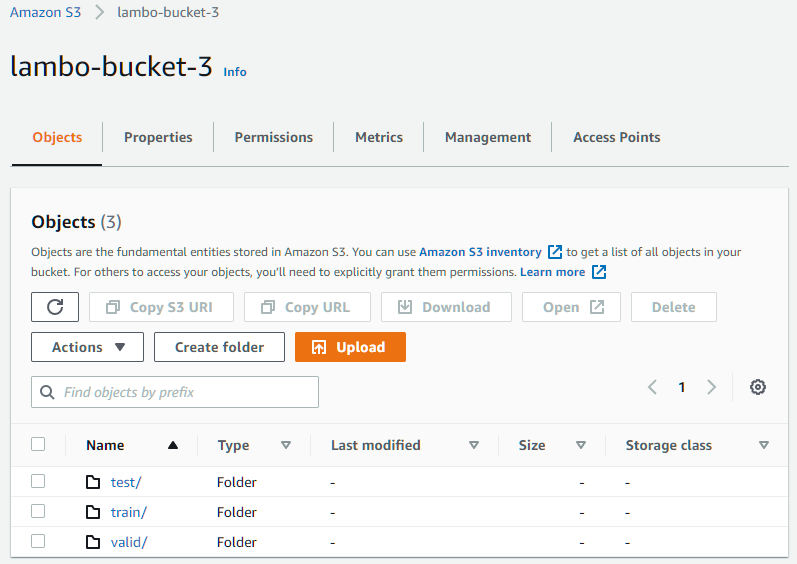 Amazon S3 > lambo-bucket-3
lambo-bucket-3 Info
Objects Properties Permissions Metrics Management Access Points
Objects (3)
Objects are the fundamental entities stored in Amazon S3. You can use Amazon S3 inventory to get a list of all objects in your
bucket. For others to access your objects, you'll need to explicitly grant them permissions. Learn more
Copy S3 URI Copy URL Download Open Delete
Actions Create folder Upload
Find objects by prefix 1
Name Type Last modified Size Storage class
test/ Folder - - -
train/ Folder - - -
valid/ Folder - - -